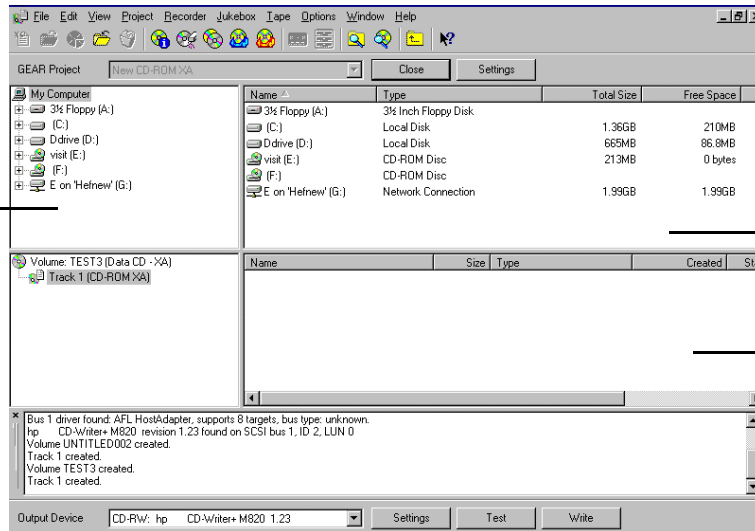 File Edit View Project Recorder Jukebox Tape Options Window Help
GEAR Project New CD-ROM XA Close Settings
My Computer
3½ Floppy (A:)
(C:)
Ddrive (D:)
visit (E:)
(F:)
E on 'Hefnew' (G:)
Name Type Total Size Free Space
3½ Floppy (A:) 3½ Inch Floppy Disk
(C:) Local Disk 1.36GB 210MB
Ddrive (D:) Local Disk 665MB 86.8MB
visit (E:) CD-ROM Disc 213MB 0 bytes
(F:) CD-ROM Disc
E on 'Hefnew' (G:) Network Connection 1.99GB 1.99GB
Volume: TEST3 (Data CD - XA)
Track 1 (CD-ROM XA)
Name Size Type Created St
Bus 1 driver found: AFL HostAdapter, supports 8 targets, bus type: unknown.
hp CD-Writer+ M820 revision 1.23 found on SCSI bus 1, ID 2, LUN 0
Volume UNTITLED002 created.
Track 1 created.
Volume TEST3 created.
Track 1 created.
Output Device CD-RW: hp CD-Writer+ M820 1.23 Settings Test Write